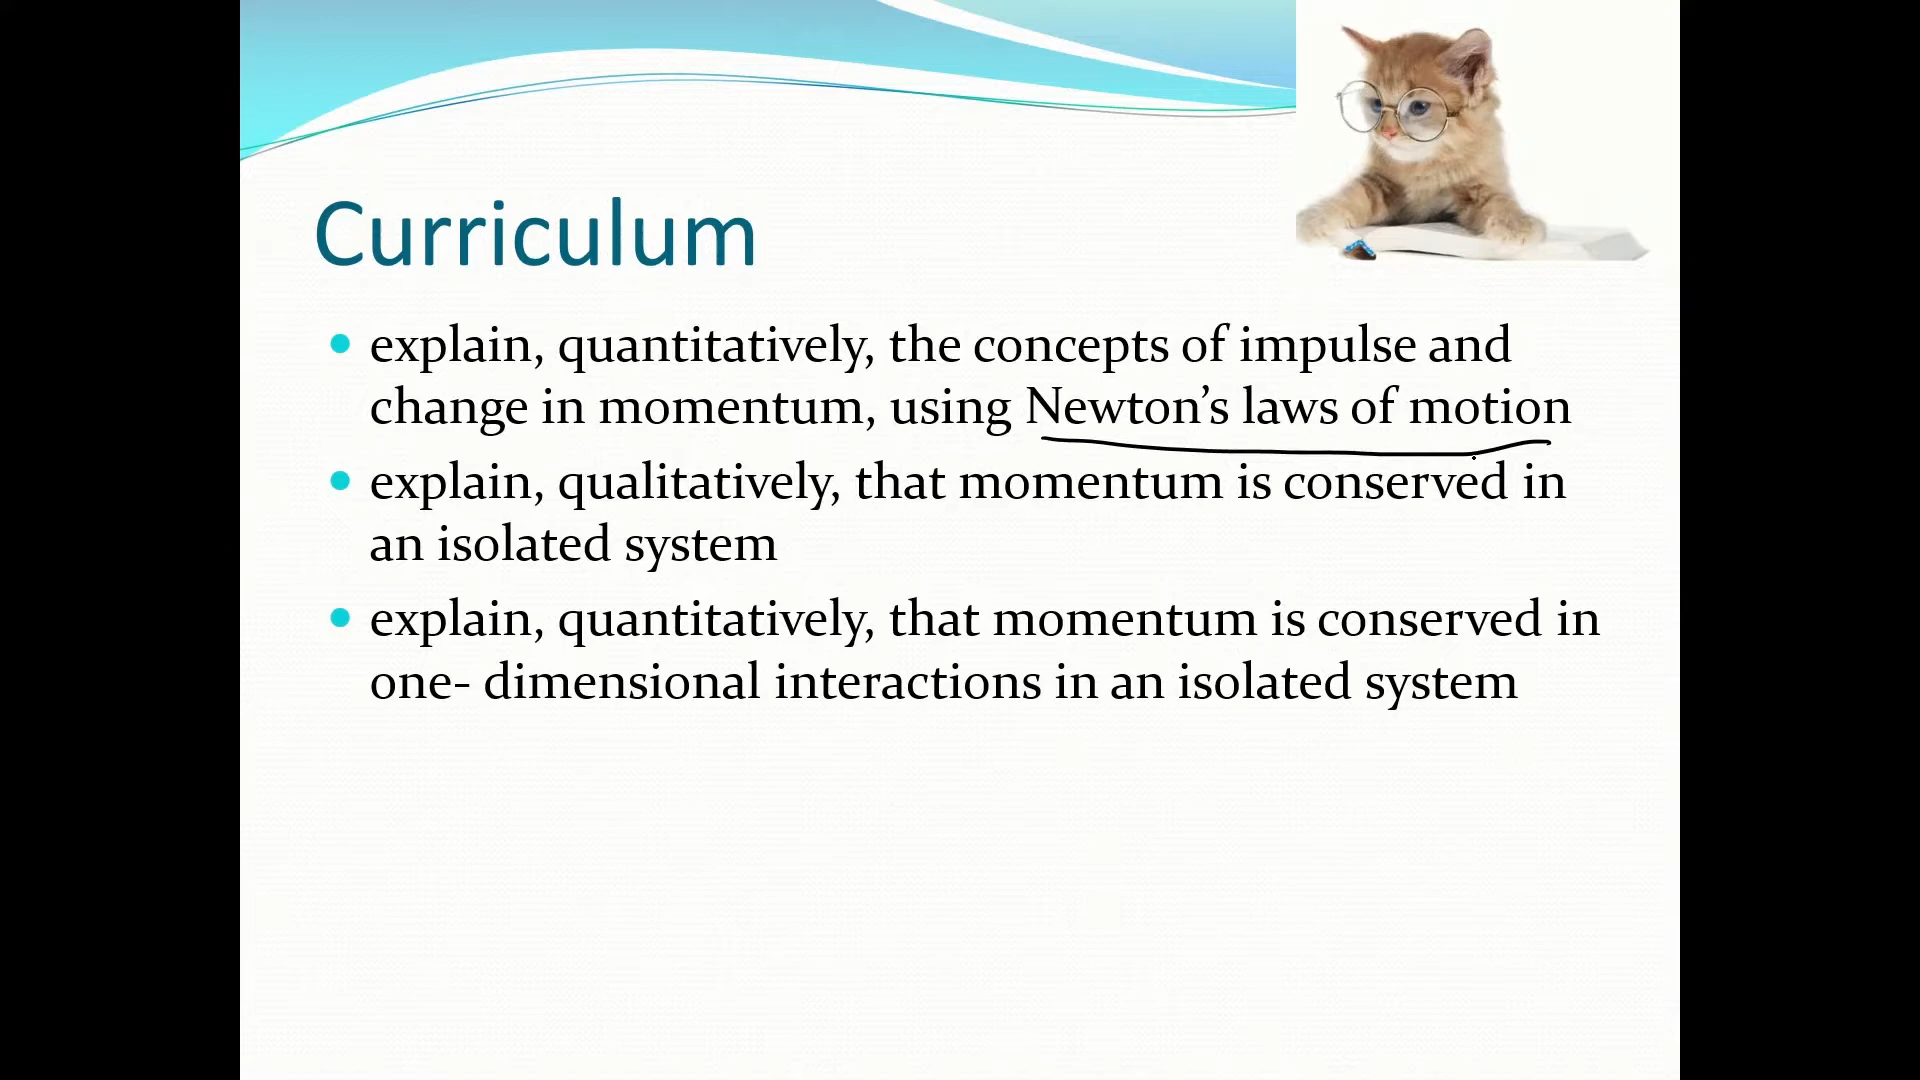 Curriculum
explain, quantitatively, the concepts of impulse and
change in momentum, using Newton’s laws of motion
explain, qualitatively, that momentum is conserved in
an isolated system
explain, quantitatively, that momentum is conserved in
one- dimensional interactions in an isolated system